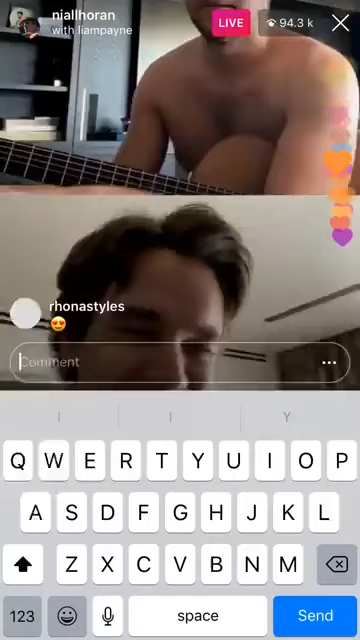 niallhoran
with liampayne
LIVE
94.3 k
rhonastyles
Comment
I I Y
Q W E R T Y U I O P
A S D F G H J K L
Z X C V B N M
123 space Send